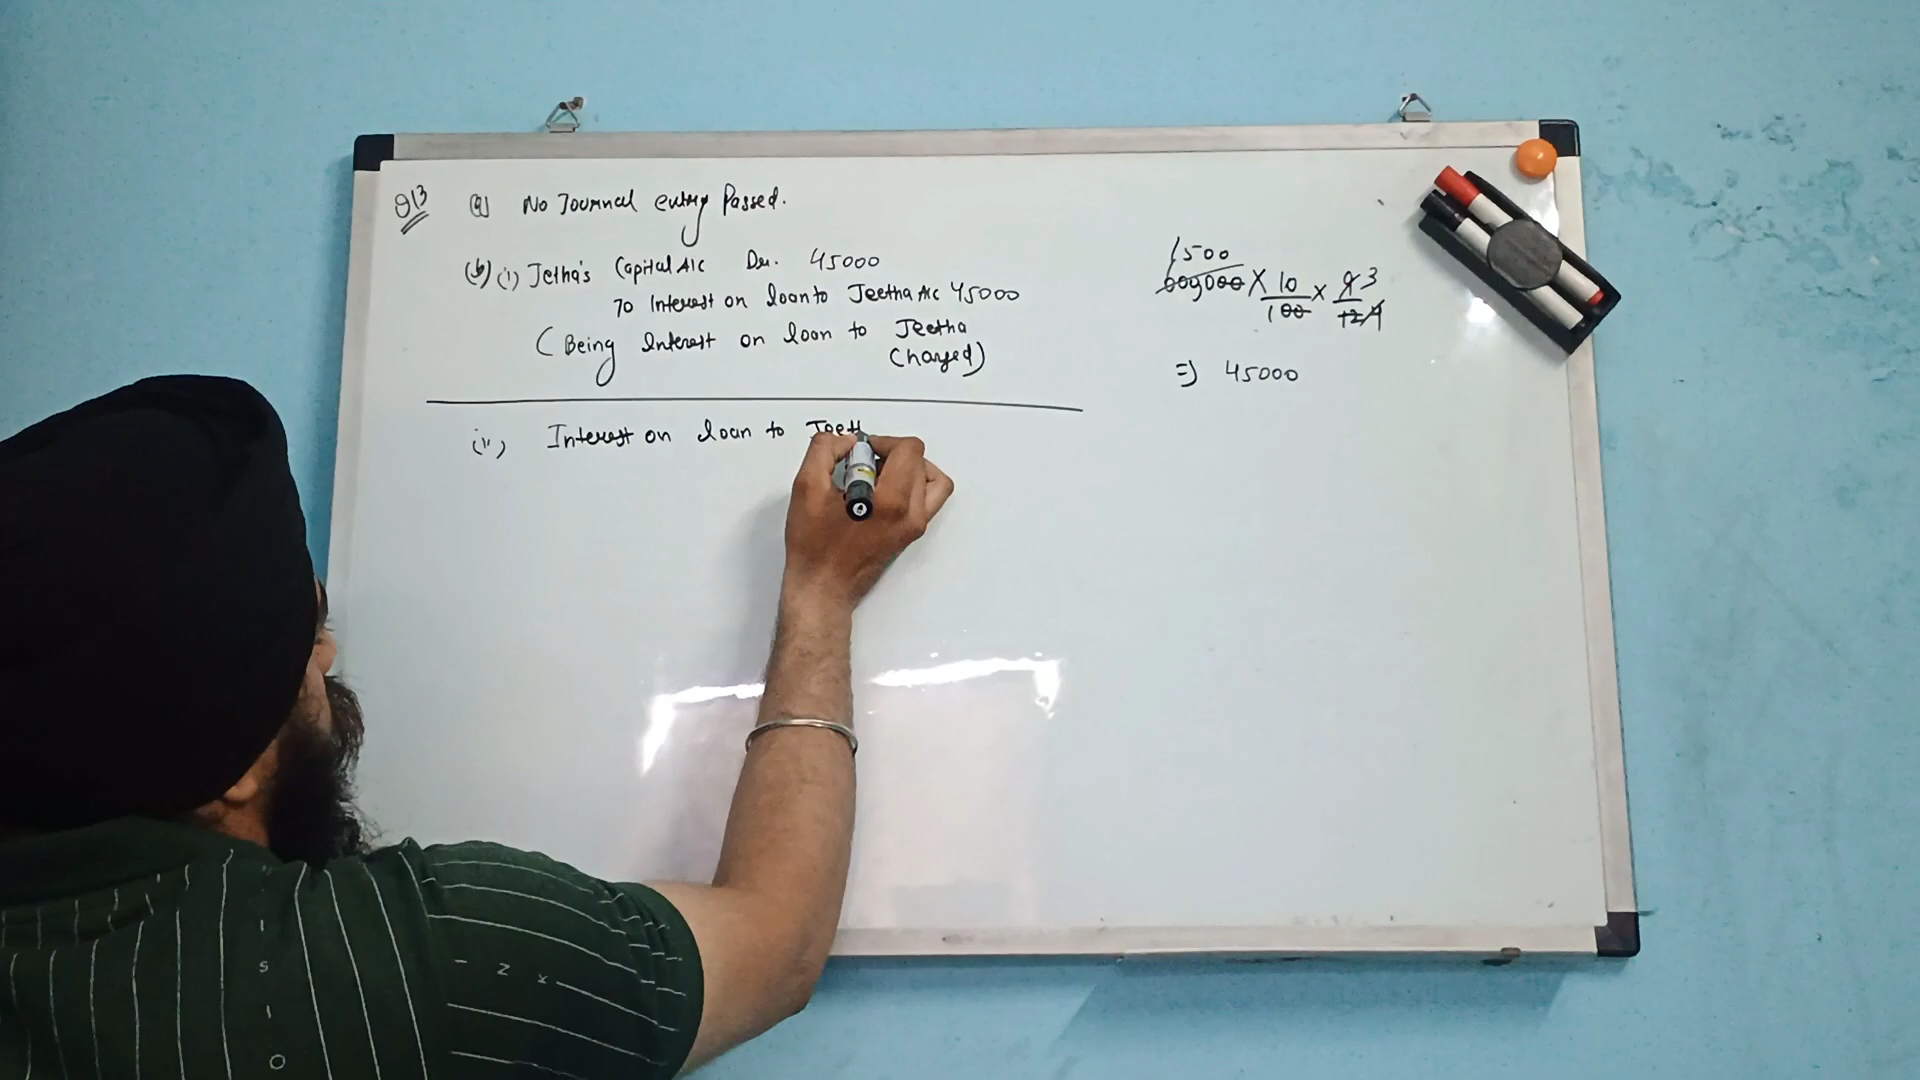 Q13 (a) No Journal entry Passed.
(b) (i) Jetha's Capital A/c Dr. 45000
To Interest on loan to Jeetha A/c 45000
(Being Interest on loan to Jeetha
Charged)
(ii) Interest on loan to Jeeth
1500
600000 X 10/100 X 9 3/12 4
=) 45000